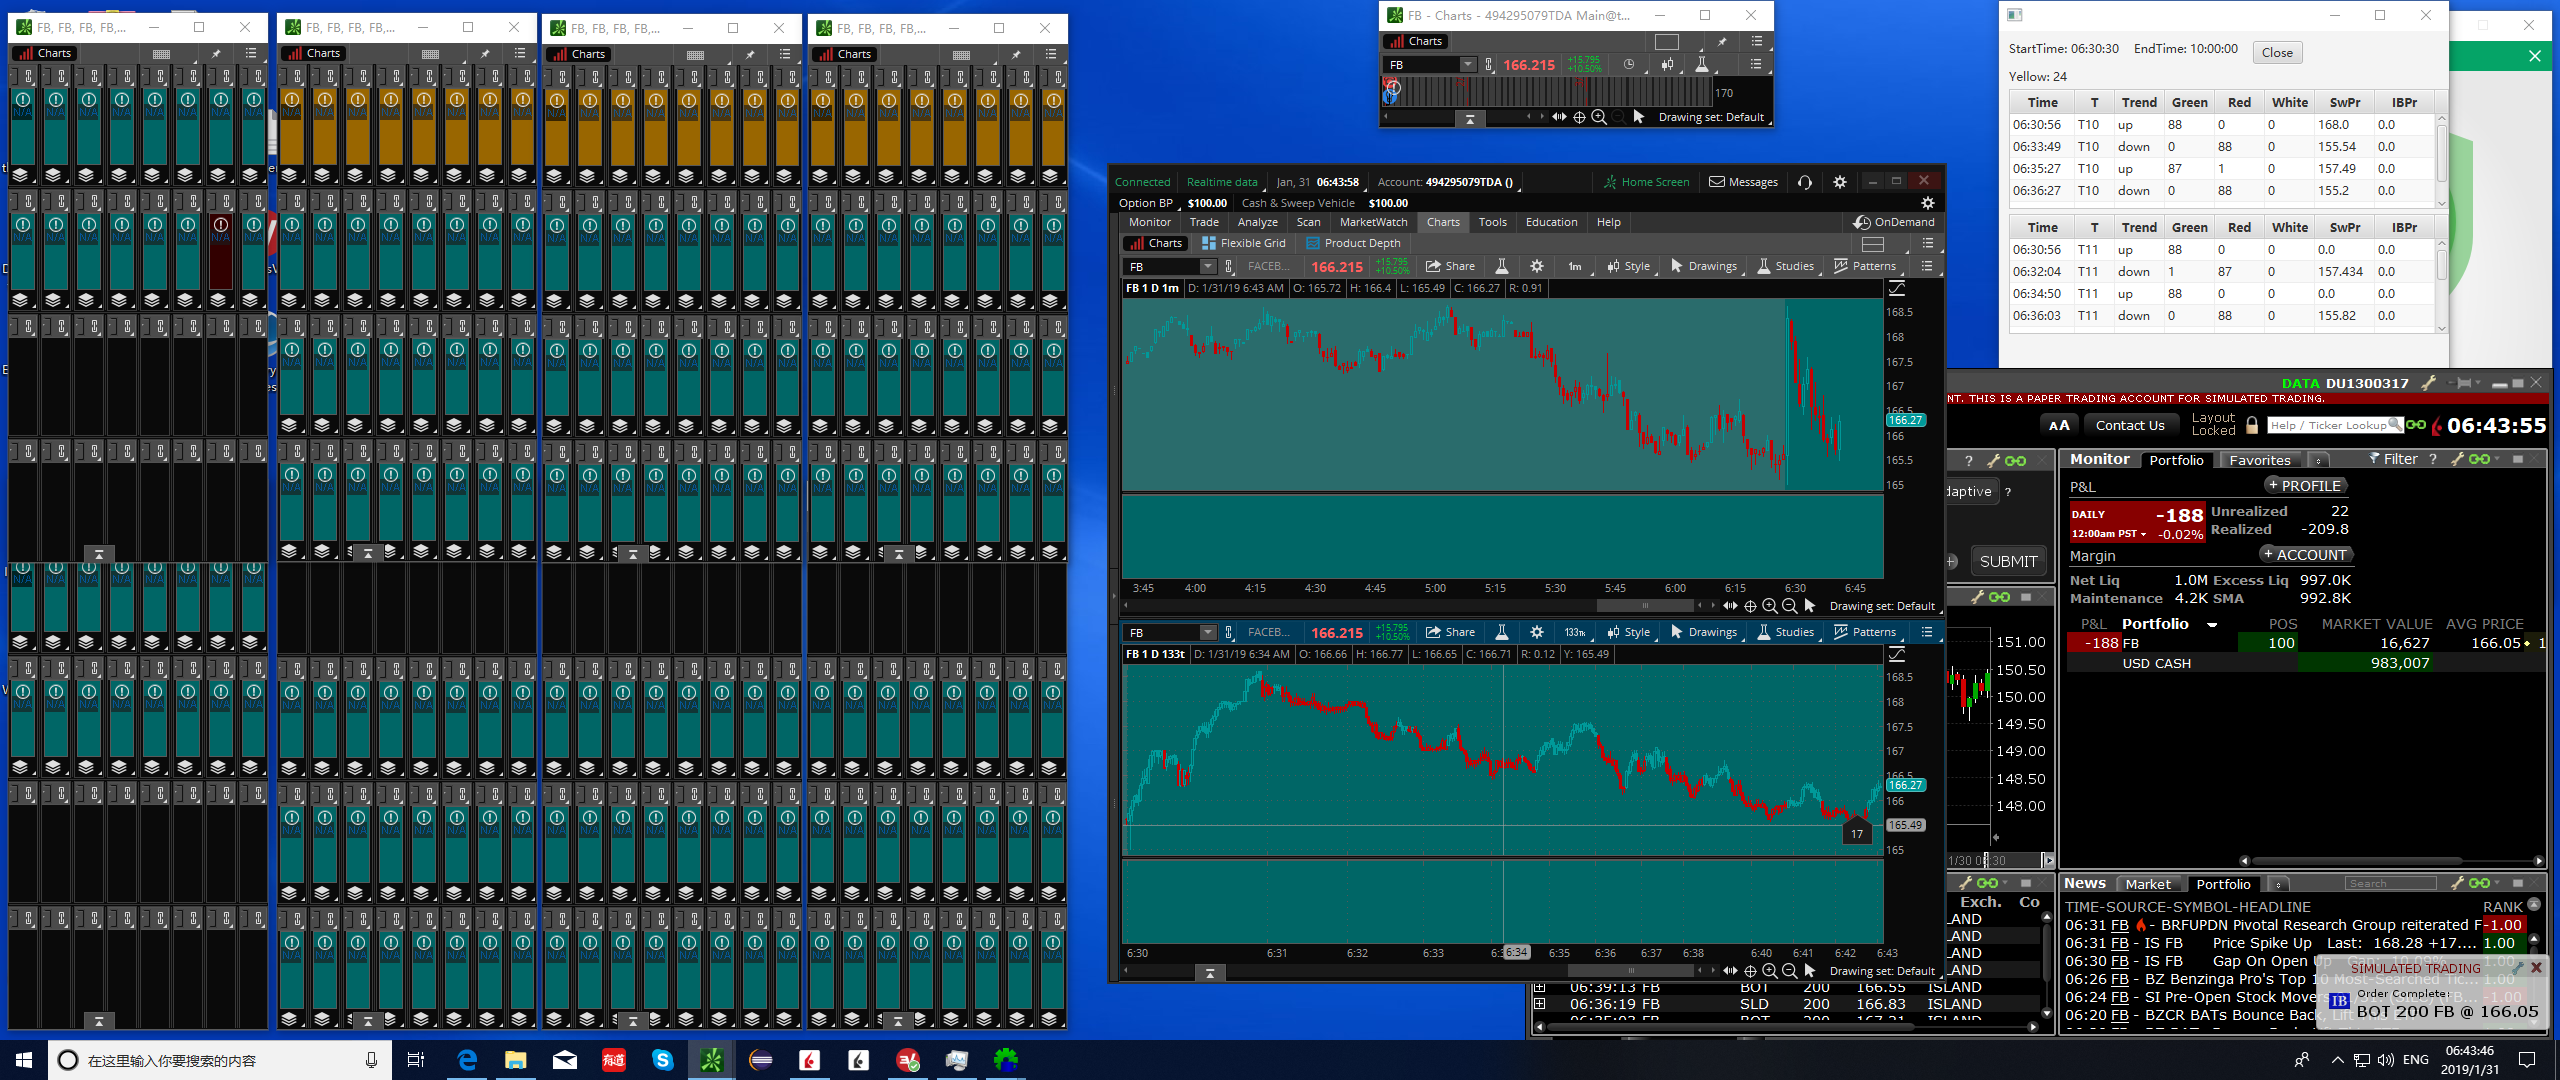 FB, FB, FB, FB,...
FB, FB, FB, FB,...
FB, FB, FB, FB,...
FB, FB, FB, FB,...
Charts
Charts
Charts
Charts
FB - Charts - 494295079TDA Main@t...
Charts
FB 166.215 +15.795 +10.50%
170
Drawing set: Default
StartTime: 06:30:30 EndTime: 10:00:00 Close
Yellow: 24
Time T Trend Green Red White SwPr IBPr
06:30:56 T10 up 88 0 0 168.0 0.0
06:33:49 T10 down 0 88 0 155.54 0.0
06:35:27 T10 up 87 1 0 157.49 0.0
06:36:27 T10 down 0 88 0 155.2 0.0
Time T Trend Green Red White SwPr IBPr
06:30:56 T11 up 88 0 0 0.0 0.0
06:32:04 T11 down 1 87 0 157.434 0.0
06:34:50 T11 up 88 0 0 0.0 0.0
06:36:03 T11 down 0 88 0 155.82 0.0
Connected Realtime data Jan, 31 06:43:58 Account: 494295079TDA () Home Screen Messages
Option BP $100.00 Cash & Sweep Vehicle $100.00
Monitor Trade Analyze Scan MarketWatch Charts Tools Education Help OnDemand
Charts Flexible Grid Product Depth
FB FACEB... 166.215 +15.795 +10.50% Share 1m Style Drawings Studies Patterns
FB 1 D 1m D: 1/31/19 6:43 AM O: 165.72 H: 166.4 L: 165.49 C: 166.27 R: 0.91
168.5
168
167.5
167
166.5
166.27
166
165.5
165
3:45 4:00 4:15 4:30 4:45 5:00 5:15 5:30 5:45 6:00 6:15 6:30 6:45
Drawing set: Default
FB FACEB... 166.215 +15.795 +10.50% Share 133tk Style Drawings Studies Patterns
FB 1 D 133t D: 1/31/19 6:34 AM O: 166.66 H: 166.77 L: 166.65 C: 166.71 R: 0.12 Y: 165.49
168.5
168
167.5
167
166.5
166.27
166
165.49
165
17
6:30 6:31 6:32 6:34 6:35 6:36 6:37 6:38 6:40 6:41 6:42 6:43
Drawing set: Default
DATA DU1300317
NT. THIS IS A PAPER TRADING ACCOUNT FOR SIMULATED TRADING.
AA Contact Us Layout Locked Help / Ticker Lookup 06:43:55
daptive ?
SUBMIT
Monitor Portfolio Favorites Filter ?
P&L + PROFILE
DAILY -188 Unrealized 22
12:00am PST -0.02% Realized -209.8
Margin + ACCOUNT
Net Liq 1.0M Excess Liq 997.0K
Maintenance 4.2K SMA 992.8K
P&L Portfolio POS MARKET VALUE AVG PRICE
-188 FB 100 16,627 166.05 1
USD CASH 983,007
151.00
150.50
150.00
149.50
149.00
148.50
148.00
Exch. Co
LAND
LAND
LAND
LAND
06:39:13 FB BOT 200 166.55 ISLAND
06:36:19 FB SLD 200 166.83 ISLAND
06:35:03 FB BOT 200 167.21 ISLAND
News Market Portfolio Search
TIME-SOURCE-SYMBOL-HEADLINE RANK
06:31 FB - BRFUPDN Pivotal Research Group reiterated F -1.00
06:31 FB - IS FB Price Spike Up Last: 168.28 +17.... 1.00
06:30 FB - IS FB Gap On Open Up Gap: 10.09%
06:26 FB - BZ Benzinga Pro's Top 10 Most-Searched Tic... 1.00
06:24 FB - SI Pre-Open Stock Movers
06:20 FB - BZCR BATs Bounce Back, Lift
SIMULATED TRADING
Order Complete:
IB BOT 200 FB @ 166.05
在这里输入你要搜索的内容
有道
ENG
06:43:46
2019/1/31